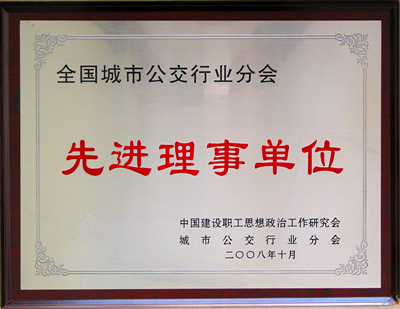 全国城市公交行业分会
先进理事单位
中国建设职工思想政治工作研究会
城市公交行业分会
二〇〇八年十月